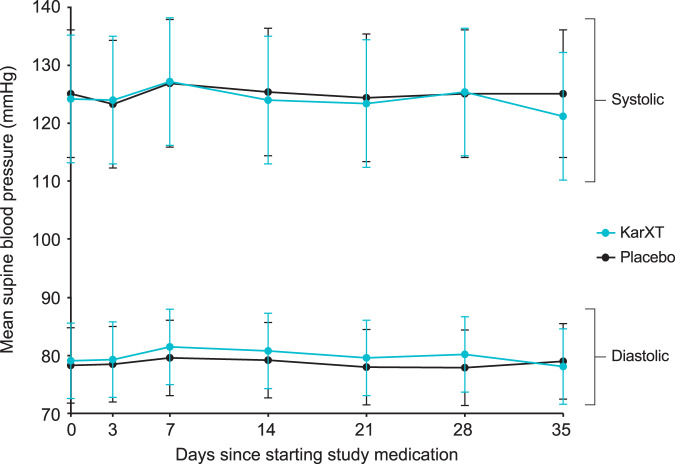 Mean supine blood pressure (mmHg)
140
130
120
110
100
90
80
70
0
3
7
14
21
28
35
Days since starting study medication
Systolic
KarXT
Placebo
Diastolic